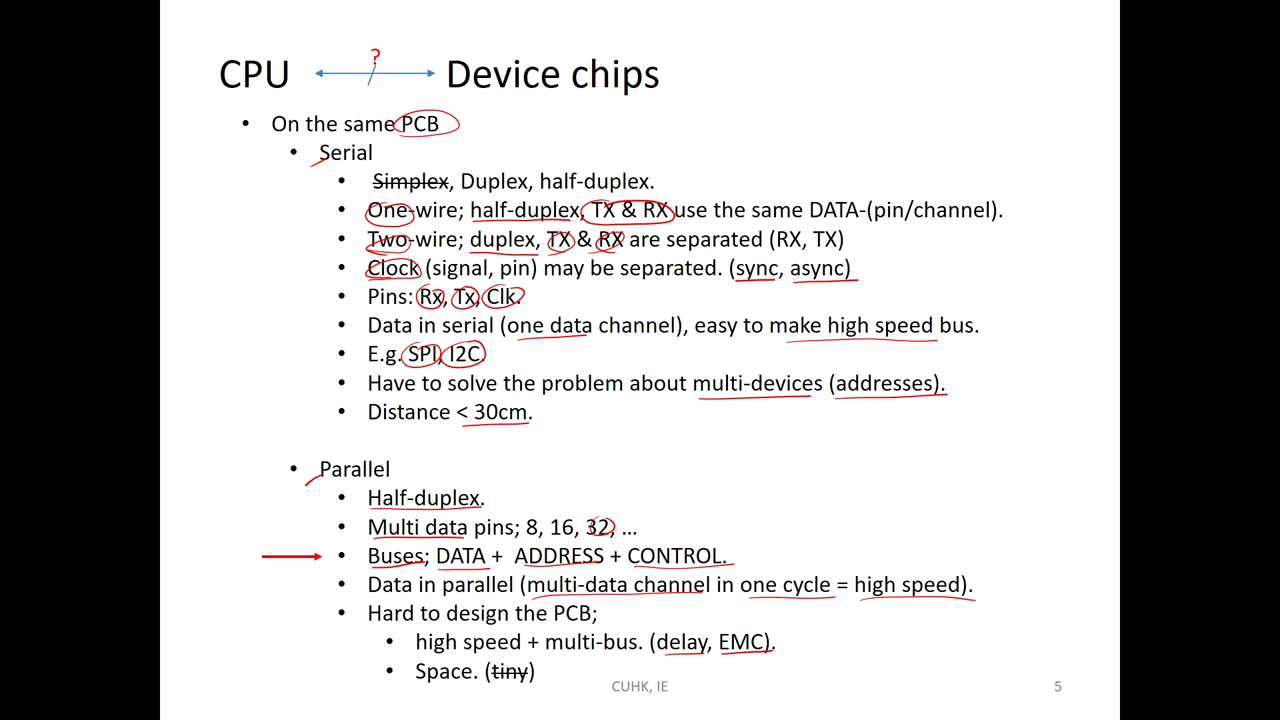 ?
CPU Device chips
• On the same PCB
• Serial
• Simplex, Duplex, half-duplex.
• One-wire; half-duplex, TX & RX use the same DATA-(pin/channel).
• Two-wire; duplex, TX & RX are separated (RX, TX)
• Clock (signal, pin) may be separated. (sync, async)
• Pins: Rx, Tx, Clk.
• Data in serial (one data channel), easy to make high speed bus.
• E.g. SPI, I2C.
• Have to solve the problem about multi-devices (addresses).
• Distance < 30cm.
• Parallel
• Half-duplex.
• Multi data pins; 8, 16, 32, ...
• Buses; DATA + ADDRESS + CONTROL.
• Data in parallel (multi-data channel in one cycle = high speed).
• Hard to design the PCB;
• high speed + multi-bus. (delay, EMC).
• Space. (tiny)
CUHK, IE 5